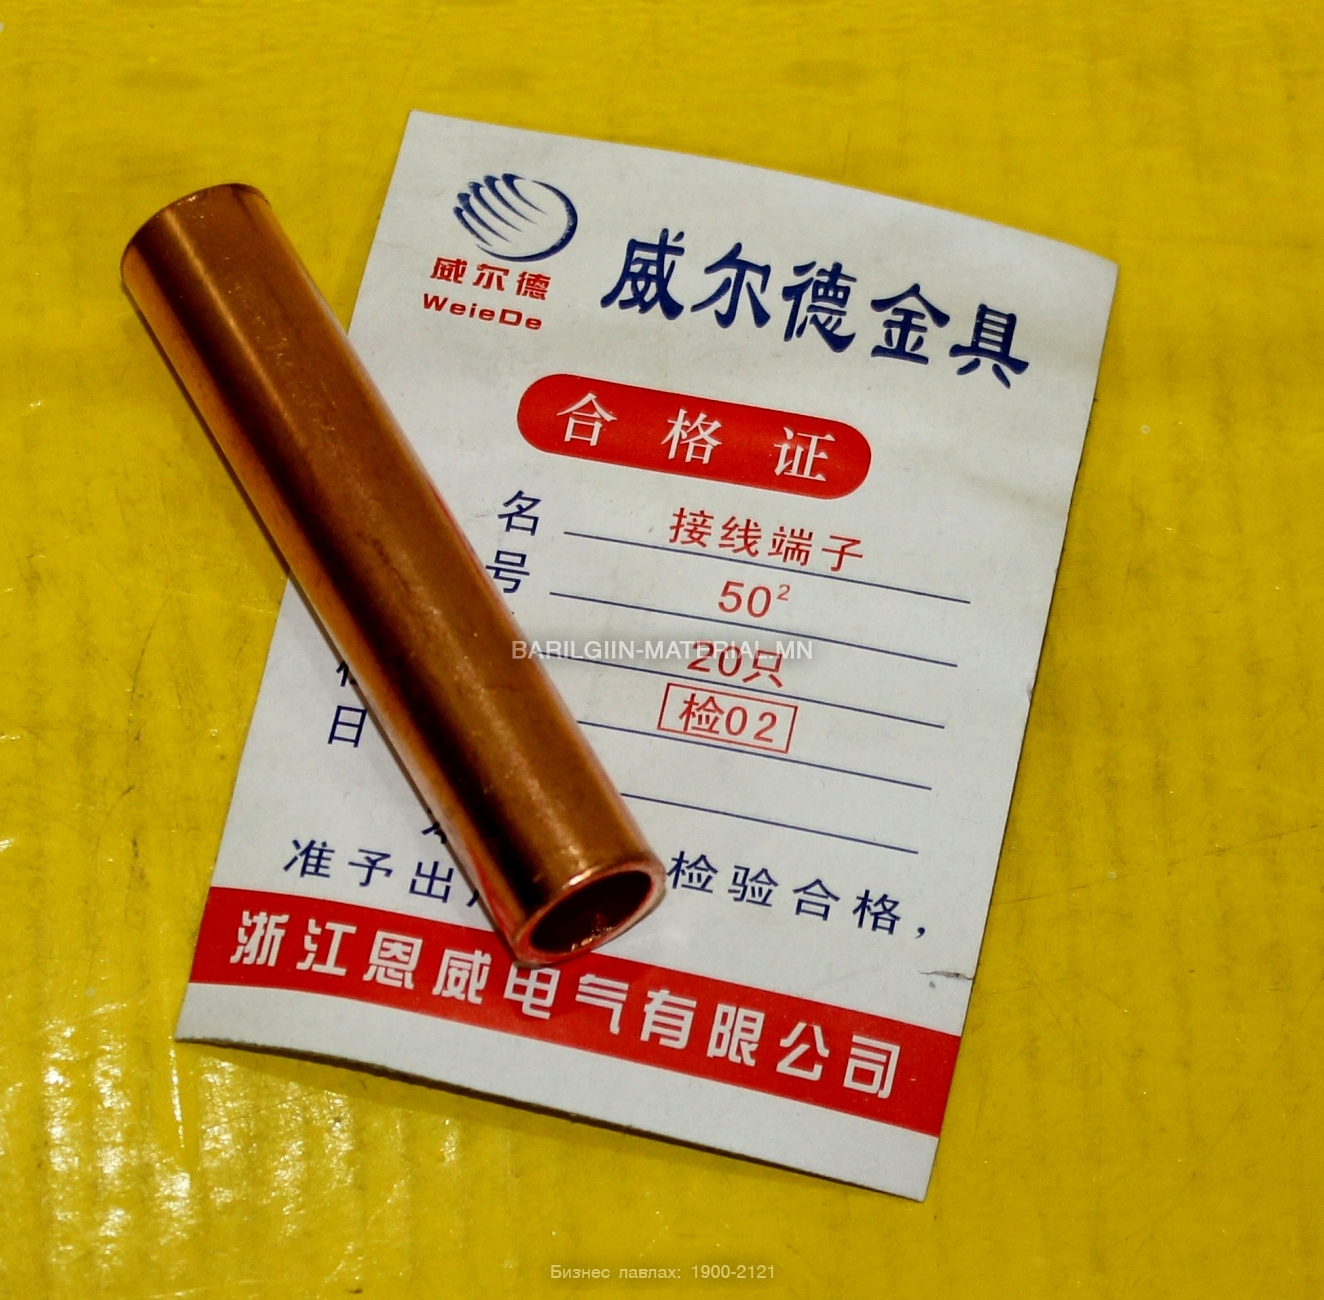 威尔德
WeieDe
威尔德金具
合格证
名 接线端子
号 50²
20只
检02
日
检验合格，
准予出
浙江恩威电气有限公司
BARILGIIN-MATERIAL.MN
Бизнес лавлах: 1900-2121